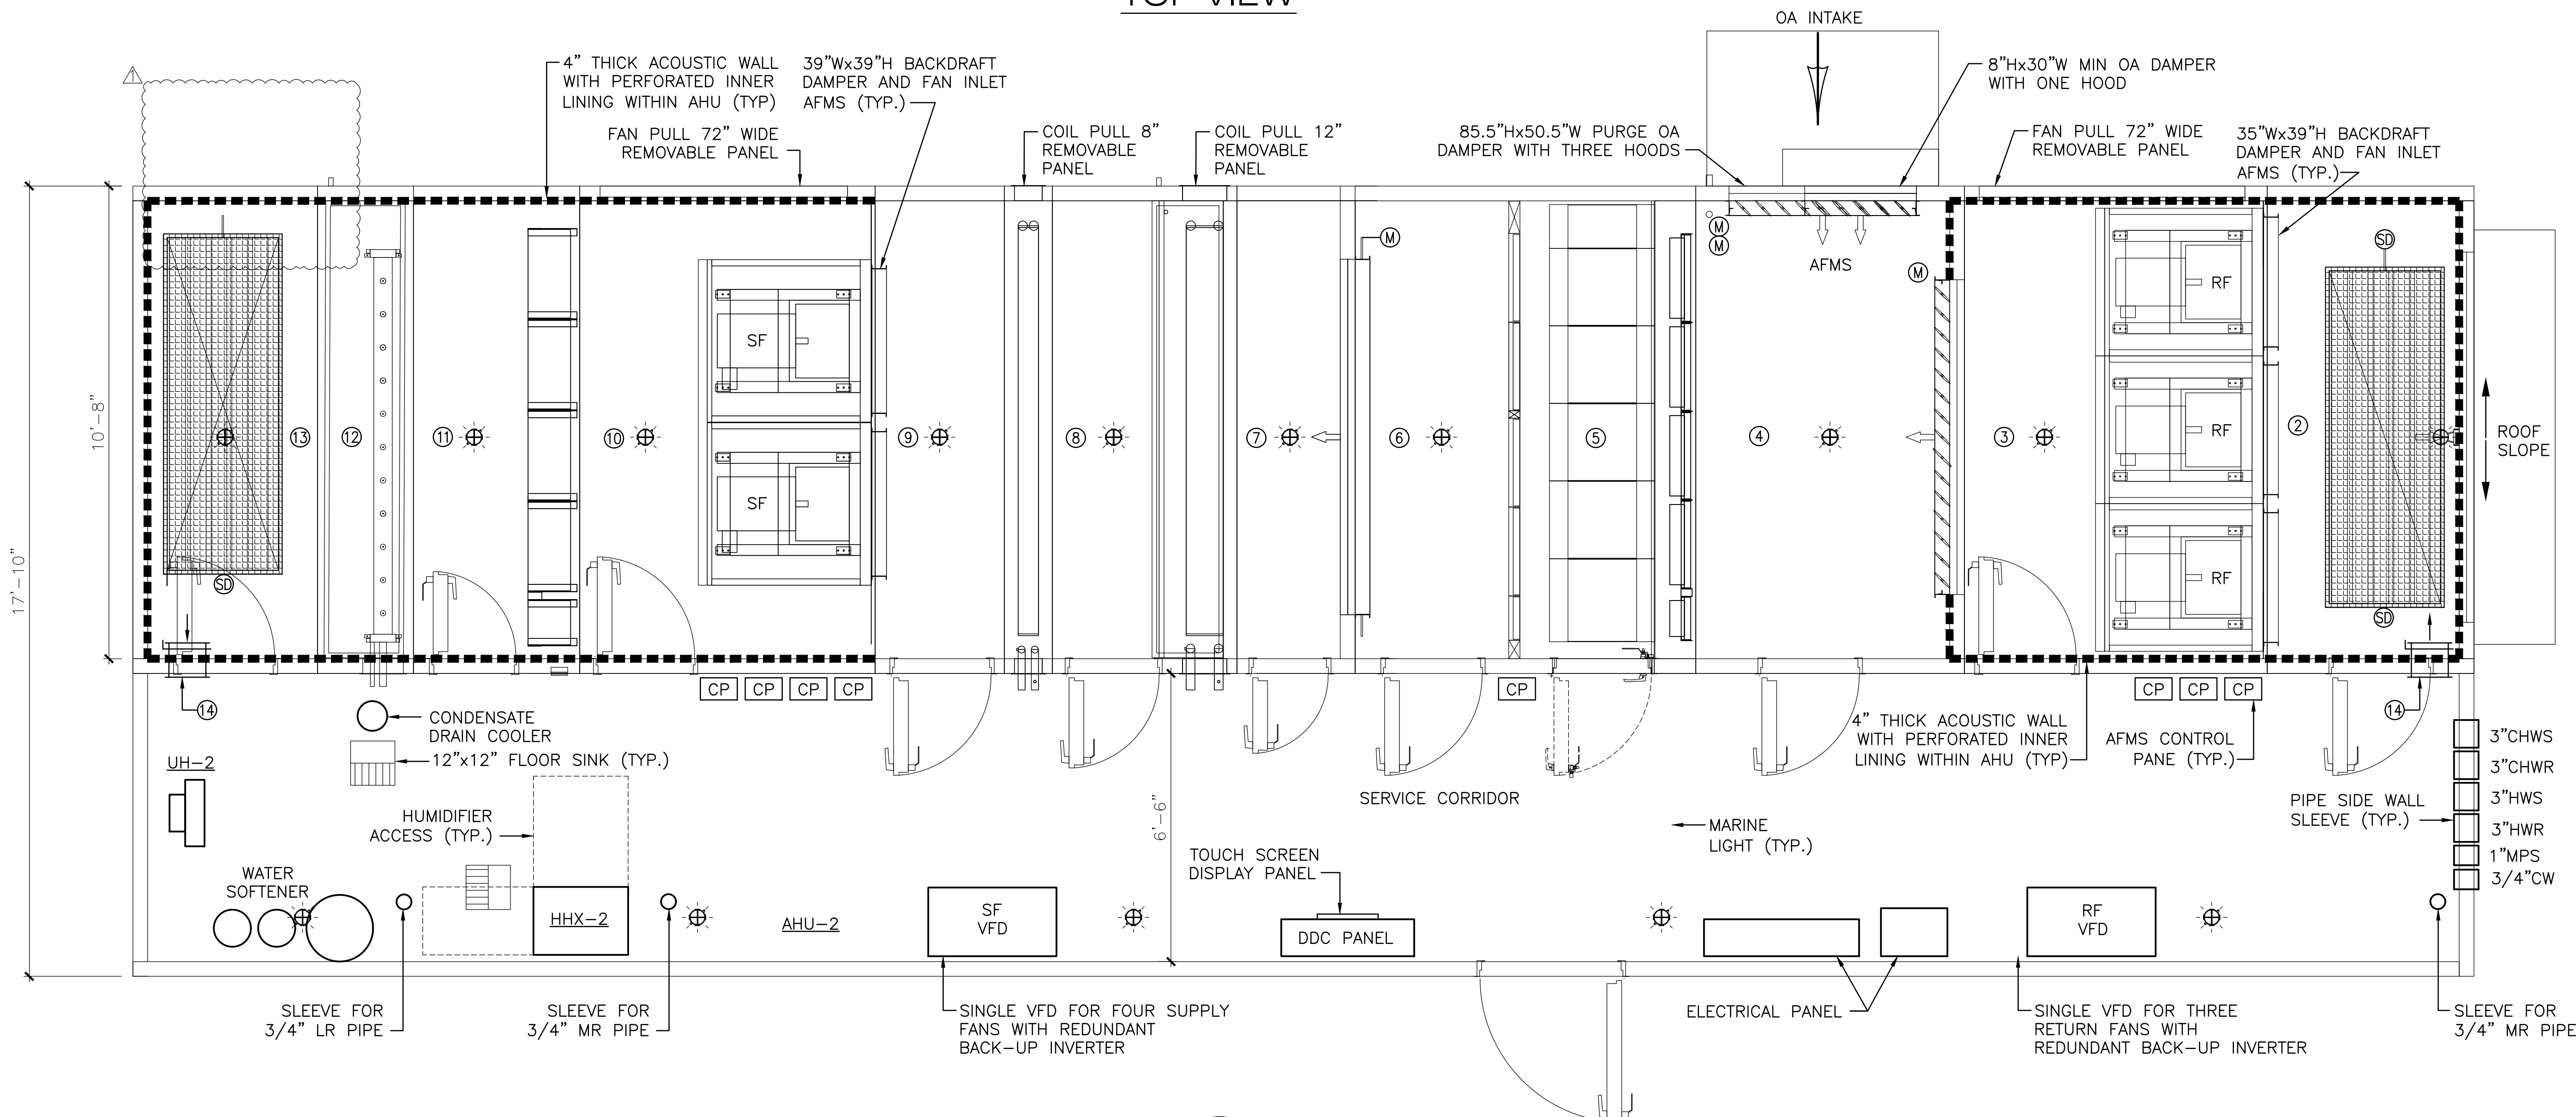 TOP VIEW
OA INTAKE
1
4" THICK ACOUSTIC WALL
WITH PERFORATED INNER
LINING WITHIN AHU (TYP)
39"Wx39"H BACKDRAFT
DAMPER AND FAN INLET
AFMS (TYP.)
FAN PULL 72" WIDE
REMOVABLE PANEL
COIL PULL 8"
REMOVABLE
PANEL
COIL PULL 12"
REMOVABLE
PANEL
85.5"Hx50.5"W PURGE OA
DAMPER WITH THREE HOODS
8"Hx30"W MIN OA DAMPER
WITH ONE HOOD
FAN PULL 72" WIDE
REMOVABLE PANEL
35"Wx39"H BACKDRAFT
DAMPER AND FAN INLET
AFMS (TYP.)
M
M
M
M
AFMS
SD
RF
RF
RF
SF
SF
10'-8"
17'-10"
13
12
11
10
9
8
7
6
5
4
3
2
ROOF
SLOPE
SD
SD
14
CP
CP
CP
CP
CP
CP
CP
CP
14
CONDENSATE
DRAIN COOLER
12"x12" FLOOR SINK (TYP.)
UH-2
HUMIDIFIER
ACCESS (TYP.)
6'-6"
SERVICE CORRIDOR
MARINE
LIGHT (TYP.)
4" THICK ACOUSTIC WALL
WITH PERFORATED INNER
LINING WITHIN AHU (TYP)
AFMS CONTROL
PANE (TYP.)
PIPE SIDE WALL
SLEEVE (TYP.)
3"CHWS
3"CHWR
3"HWS
3"HWR
1"MPS
3/4"CW
WATER
SOFTENER
HHX-2
AHU-2
SF
VFD
TOUCH SCREEN
DISPLAY PANEL
DDC PANEL
RF
VFD
SLEEVE FOR
3/4" LR PIPE
SLEEVE FOR
3/4" MR PIPE
SINGLE VFD FOR FOUR SUPPLY
FANS WITH REDUNDANT
BACK-UP INVERTER
ELECTRICAL PANEL
SINGLE VFD FOR THREE
RETURN FANS WITH
REDUNDANT BACK-UP INVERTER
SLEEVE FOR
3/4" MR PIPE